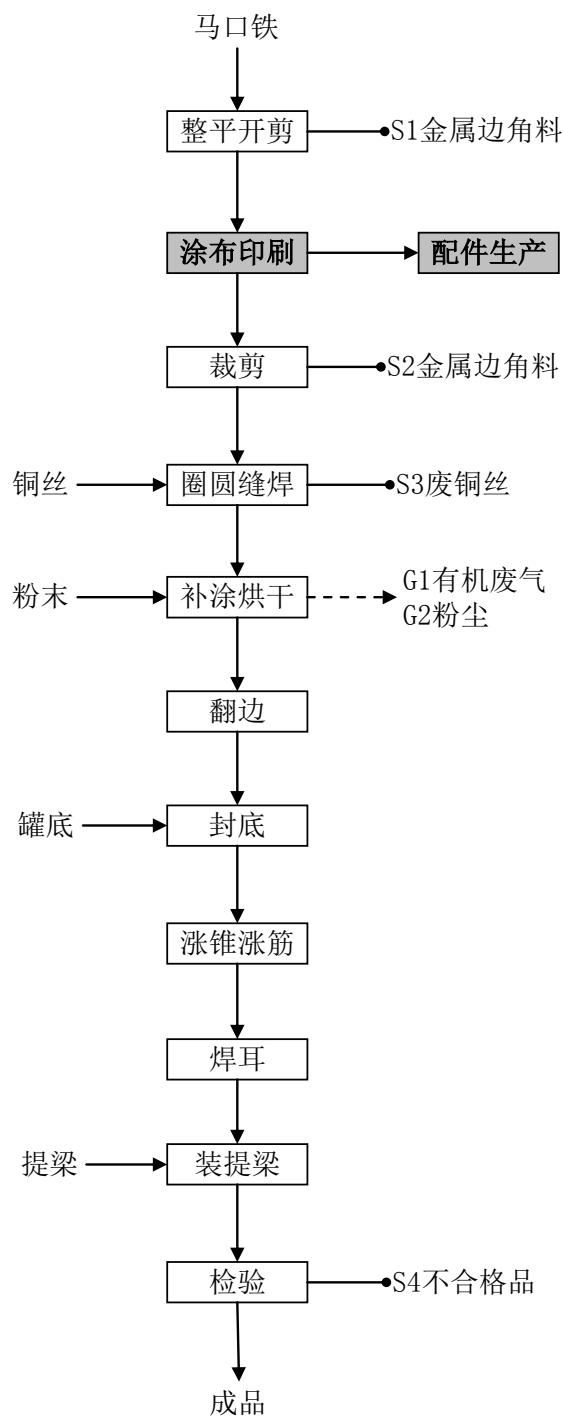 马口铁
整平开剪
S1金属边角料
涂布印刷
配件生产
裁剪
S2金属边角料
铜丝
圈圆缝焊
S3废铜丝
粉末
补涂烘干
G1有机废气
G2粉尘
翻边
罐底
封底
涨锥涨筋
焊耳
提梁
装提梁
检验
S4不合格品
成品